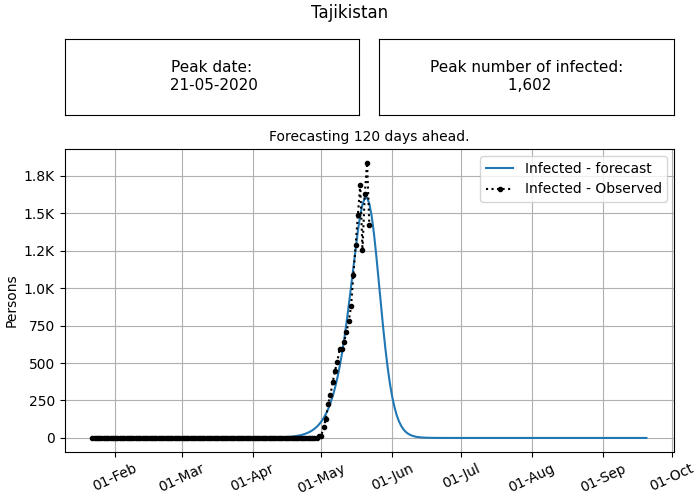 Tajikistan
Peak date:
21-05-2020
Peak number of infected:
1,602
Forecasting 120 days ahead.
Infected - forecast
Infected - Observed
Persons
1.8K
1.5K
1.2K
1.0K
750
500
250
0
01-Feb
01-Mar
01-Apr
01-May
01-Jun
01-Jul
01-Aug
01-Sep
01-Oct